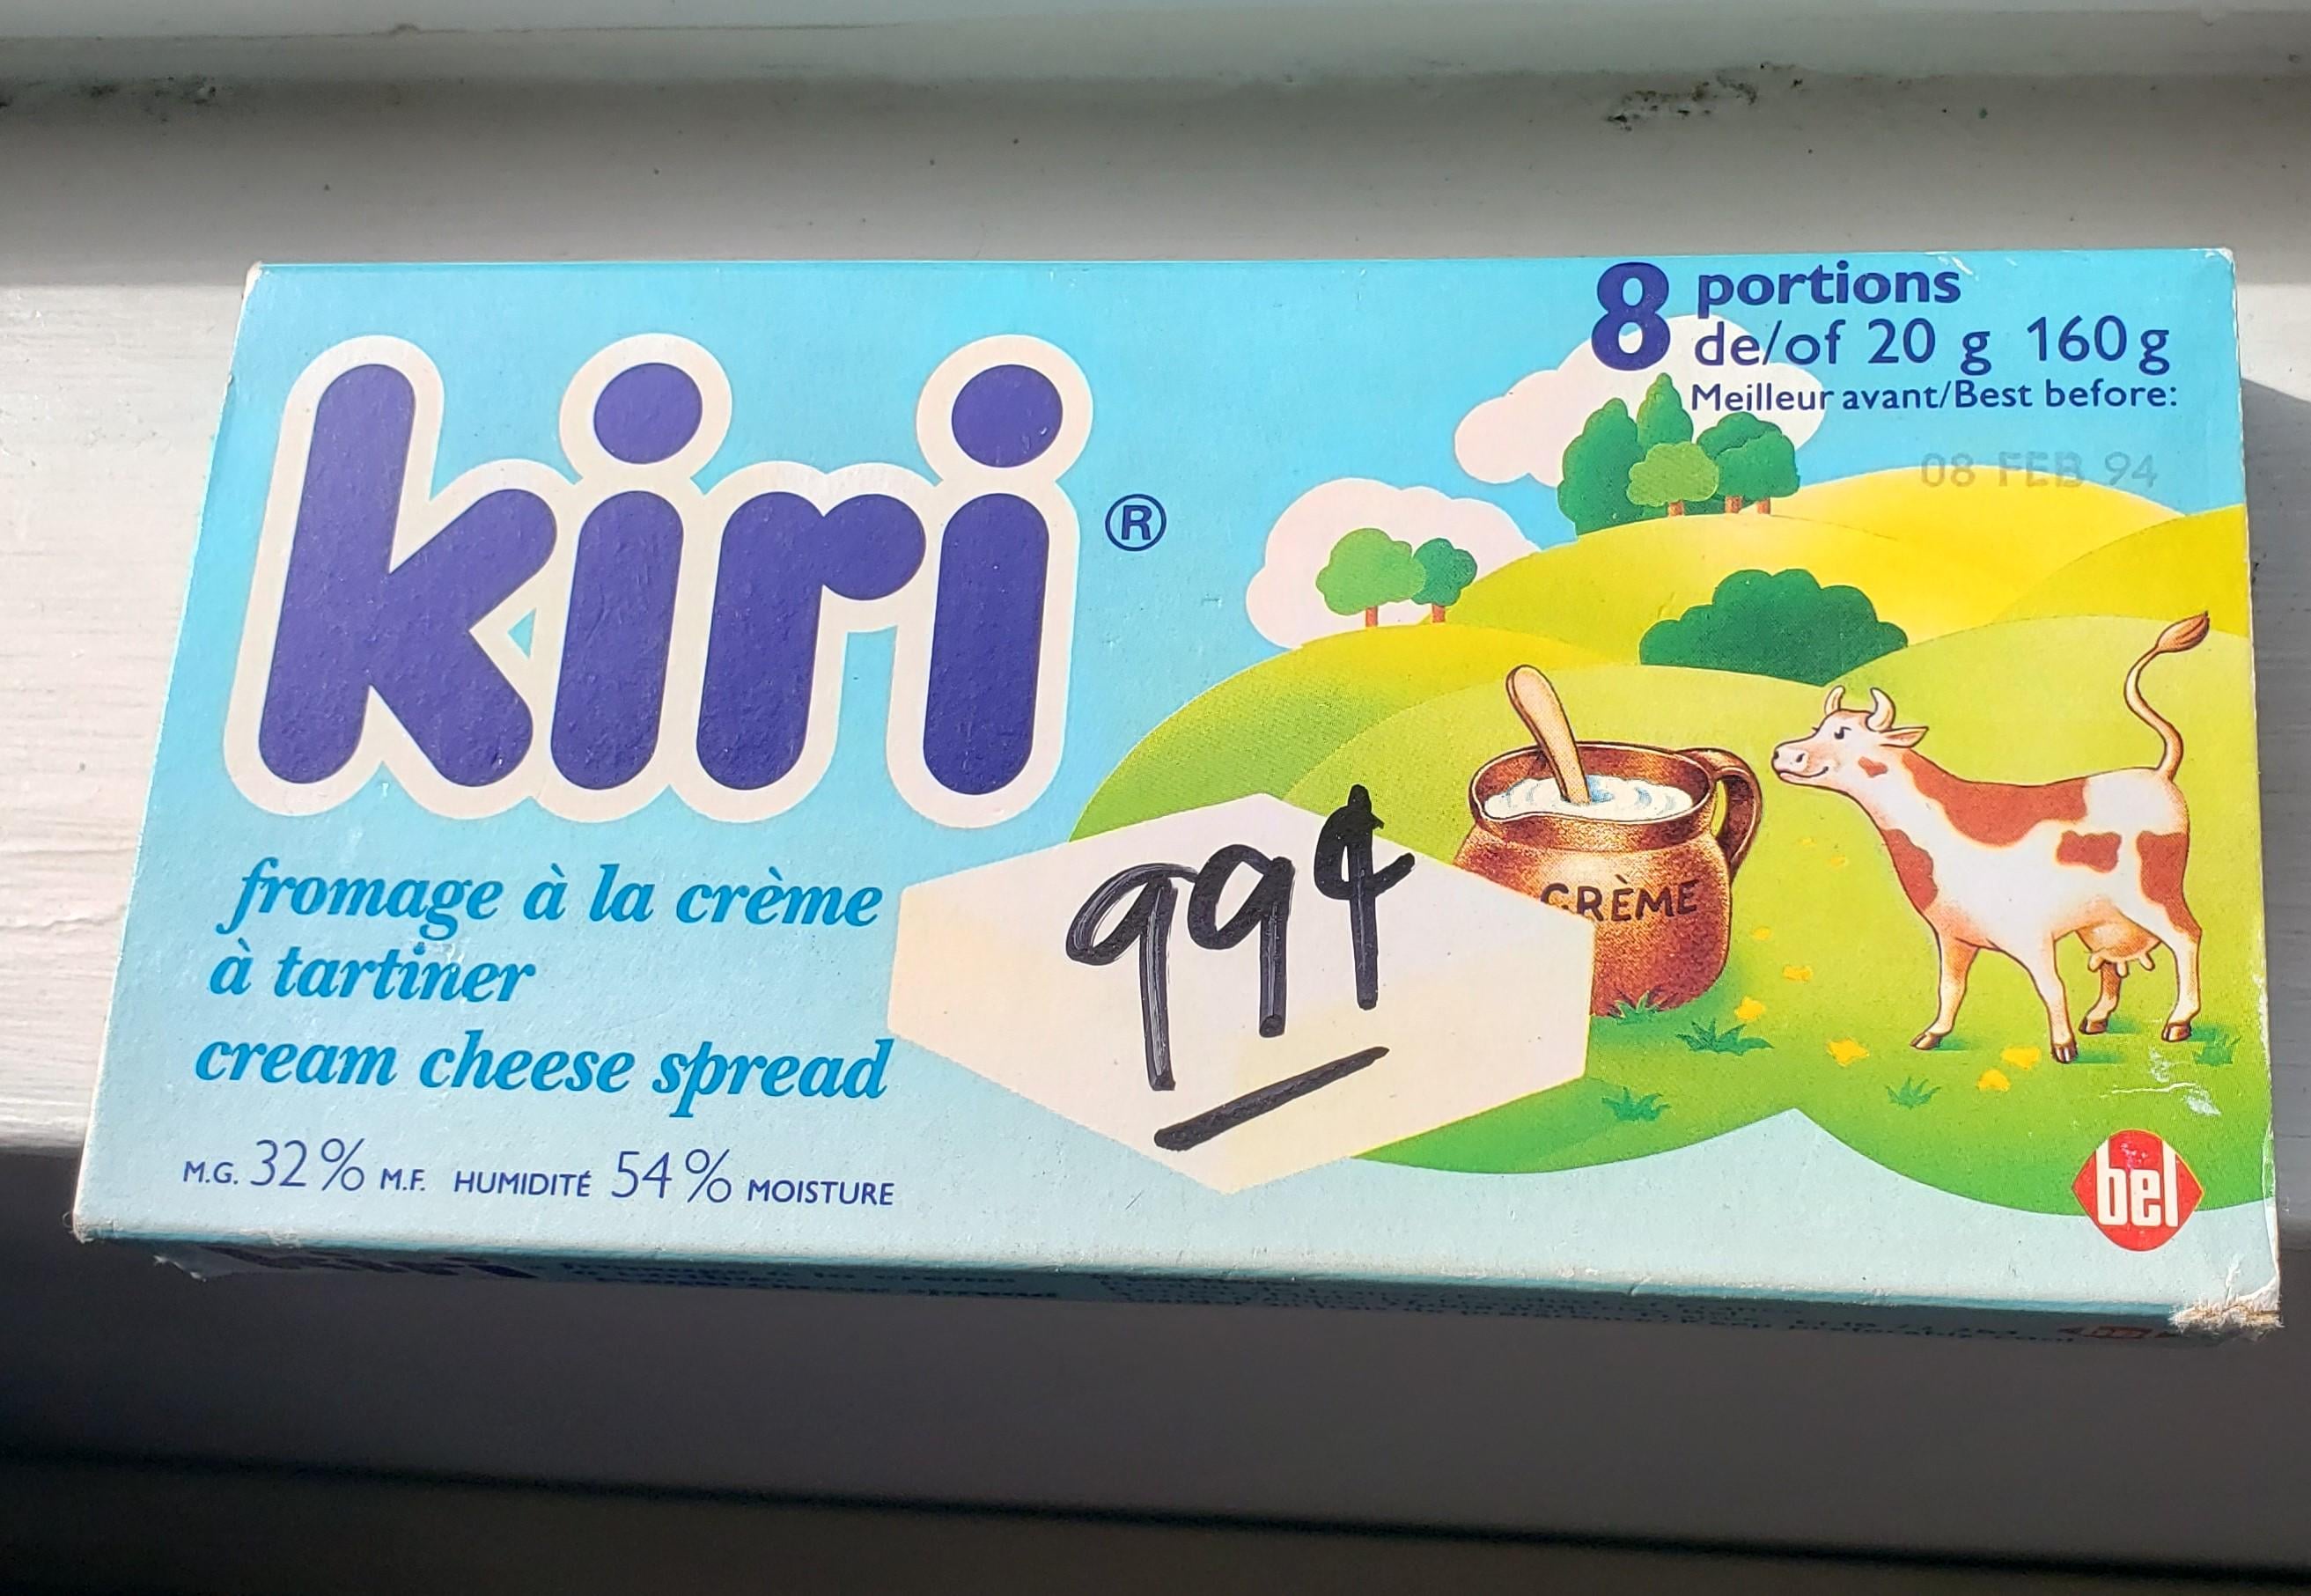 kiri ®
8 portions
de/of 20 g 160 g
Meilleur avant/Best before:
08 FEB 94
fromage à la crème
à tartiner
cream cheese spread
M.G. 32% M.F. HUMIDITÉ 54% MOISTURE
99¢
CRÈME
bel
kiri